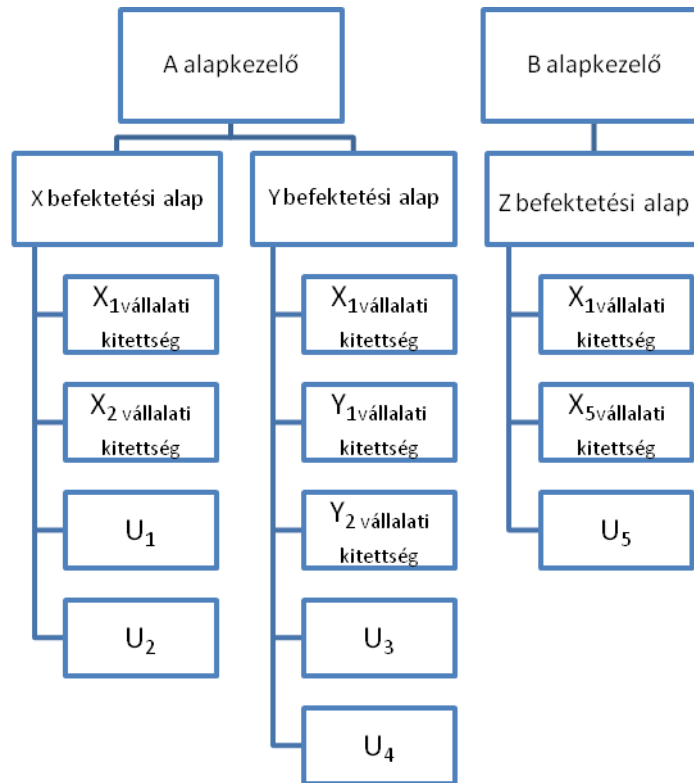 A alapkezelő
B alapkezelő
X befektetési alap
Y befektetési alap
Z befektetési alap
X₁vállalati
kitettség
X₂ vállalati
kitettség
U₁
U₂
X₁vállalati
kitettség
Y₁vállalati
kitettség
Y₂ vállalati
kitettség
U₃
U₄
X₁vállalati
kitettség
X₅vállalati
kitettség
U₅